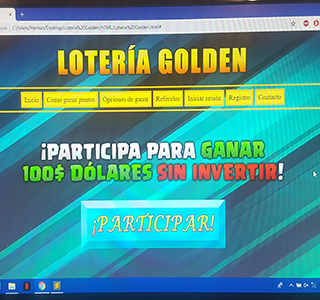 C:/Users/Hernan/Desktop/Loteria%20Golden/HTML/Loteria%20Golden.html#
LOTERÍA GOLDEN
Inicio Como ganar puntos Opciones de ganar Referidos Iniciar sesión Registro Contacto
¡PARTICIPA PARA GANAR
100$ DÓLARES SIN INVERTIR!
¡PARTICIPAR!